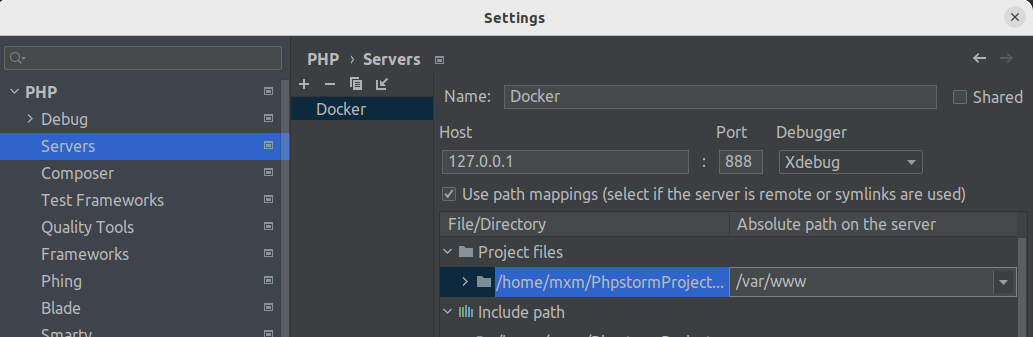 Settings
PHP
Debug
Servers
Composer
Test Frameworks
Quality Tools
Frameworks
Phing
Blade
Smarty
PHP › Servers
Docker
Name: Docker Shared
Host Port Debugger
127.0.0.1 : 888 Xdebug
Use path mappings (select if the server is remote or symlinks are used)
File/Directory Absolute path on the server
Project files
/home/mxm/PhpstormProject... /var/www
Include path